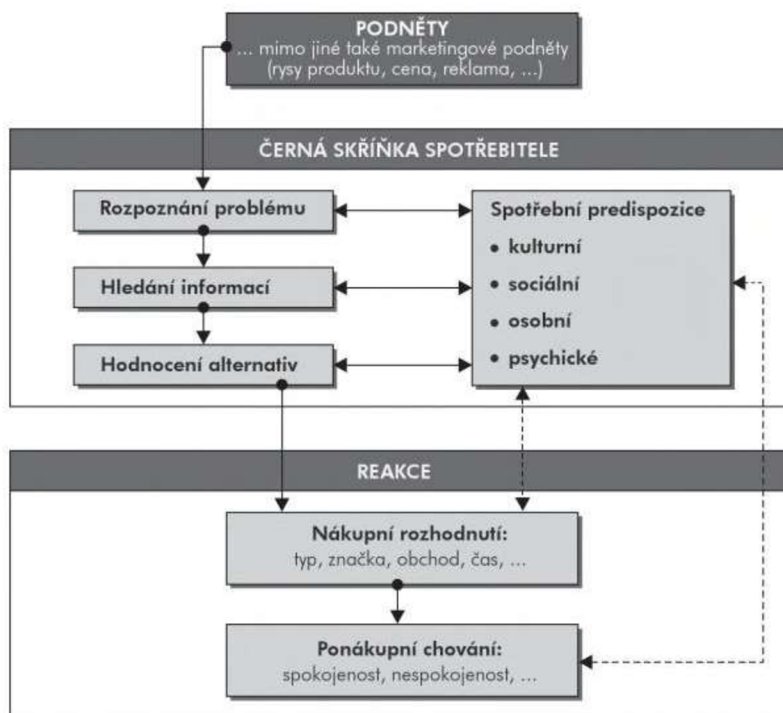 PODNĚTY
... mimo jiné také marketingové podněty
(rysy produktu, cena, reklama, ...)
ČERNÁ SKŘÍŇKA SPOTŘEBITELE
Rozpoznání problému
Hledání informací
Hodnocení alternativ
Spotřební predispozice
• kulturní
• sociální
• osobní
• psychické
REAKCE
Nákupní rozhodnutí:
typ, značka, obchod, čas, ...
Ponákupní chování:
spokojenost, nespokojenost, ...